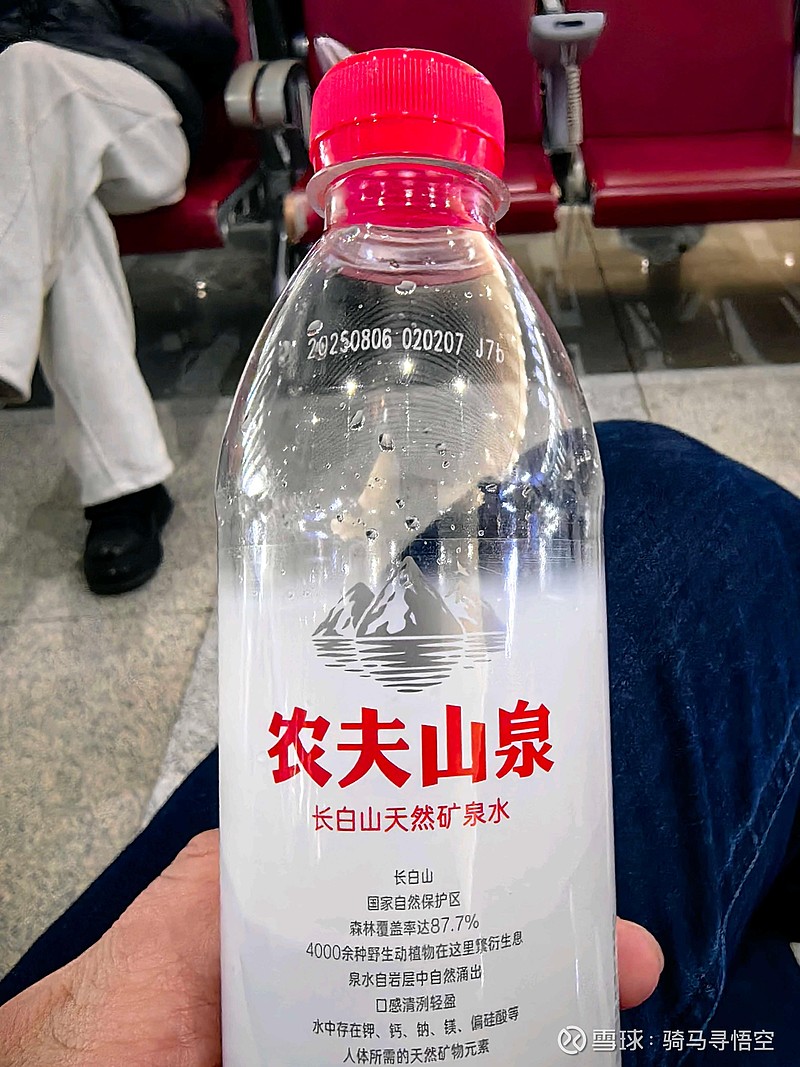 20250806 020207 J7b
农夫山泉
长白山天然矿泉水
长白山
国家自然保护区
森林覆盖率达87.7%
4000余种野生动植物在这里繁衍生息
泉水自岩层中自然涌出
口感清冽轻盈
水中存在钾、钙、钠、镁、偏硅酸等
人体所需的天然矿物元素
雪球:骑马寻悟空